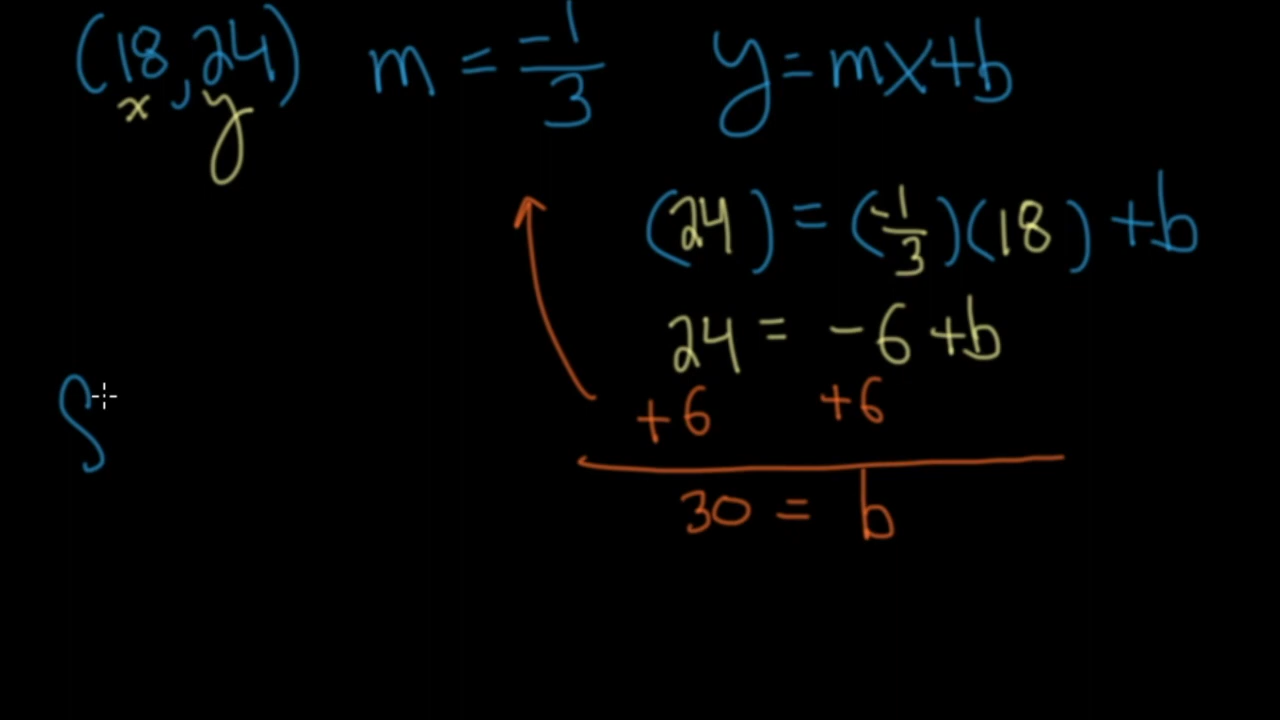 (18,24) m = -1/3 y=mx+b
x y
(24) = (-1/3)(18) +b
24 = -6 +b
+6 +6
30 = b
S